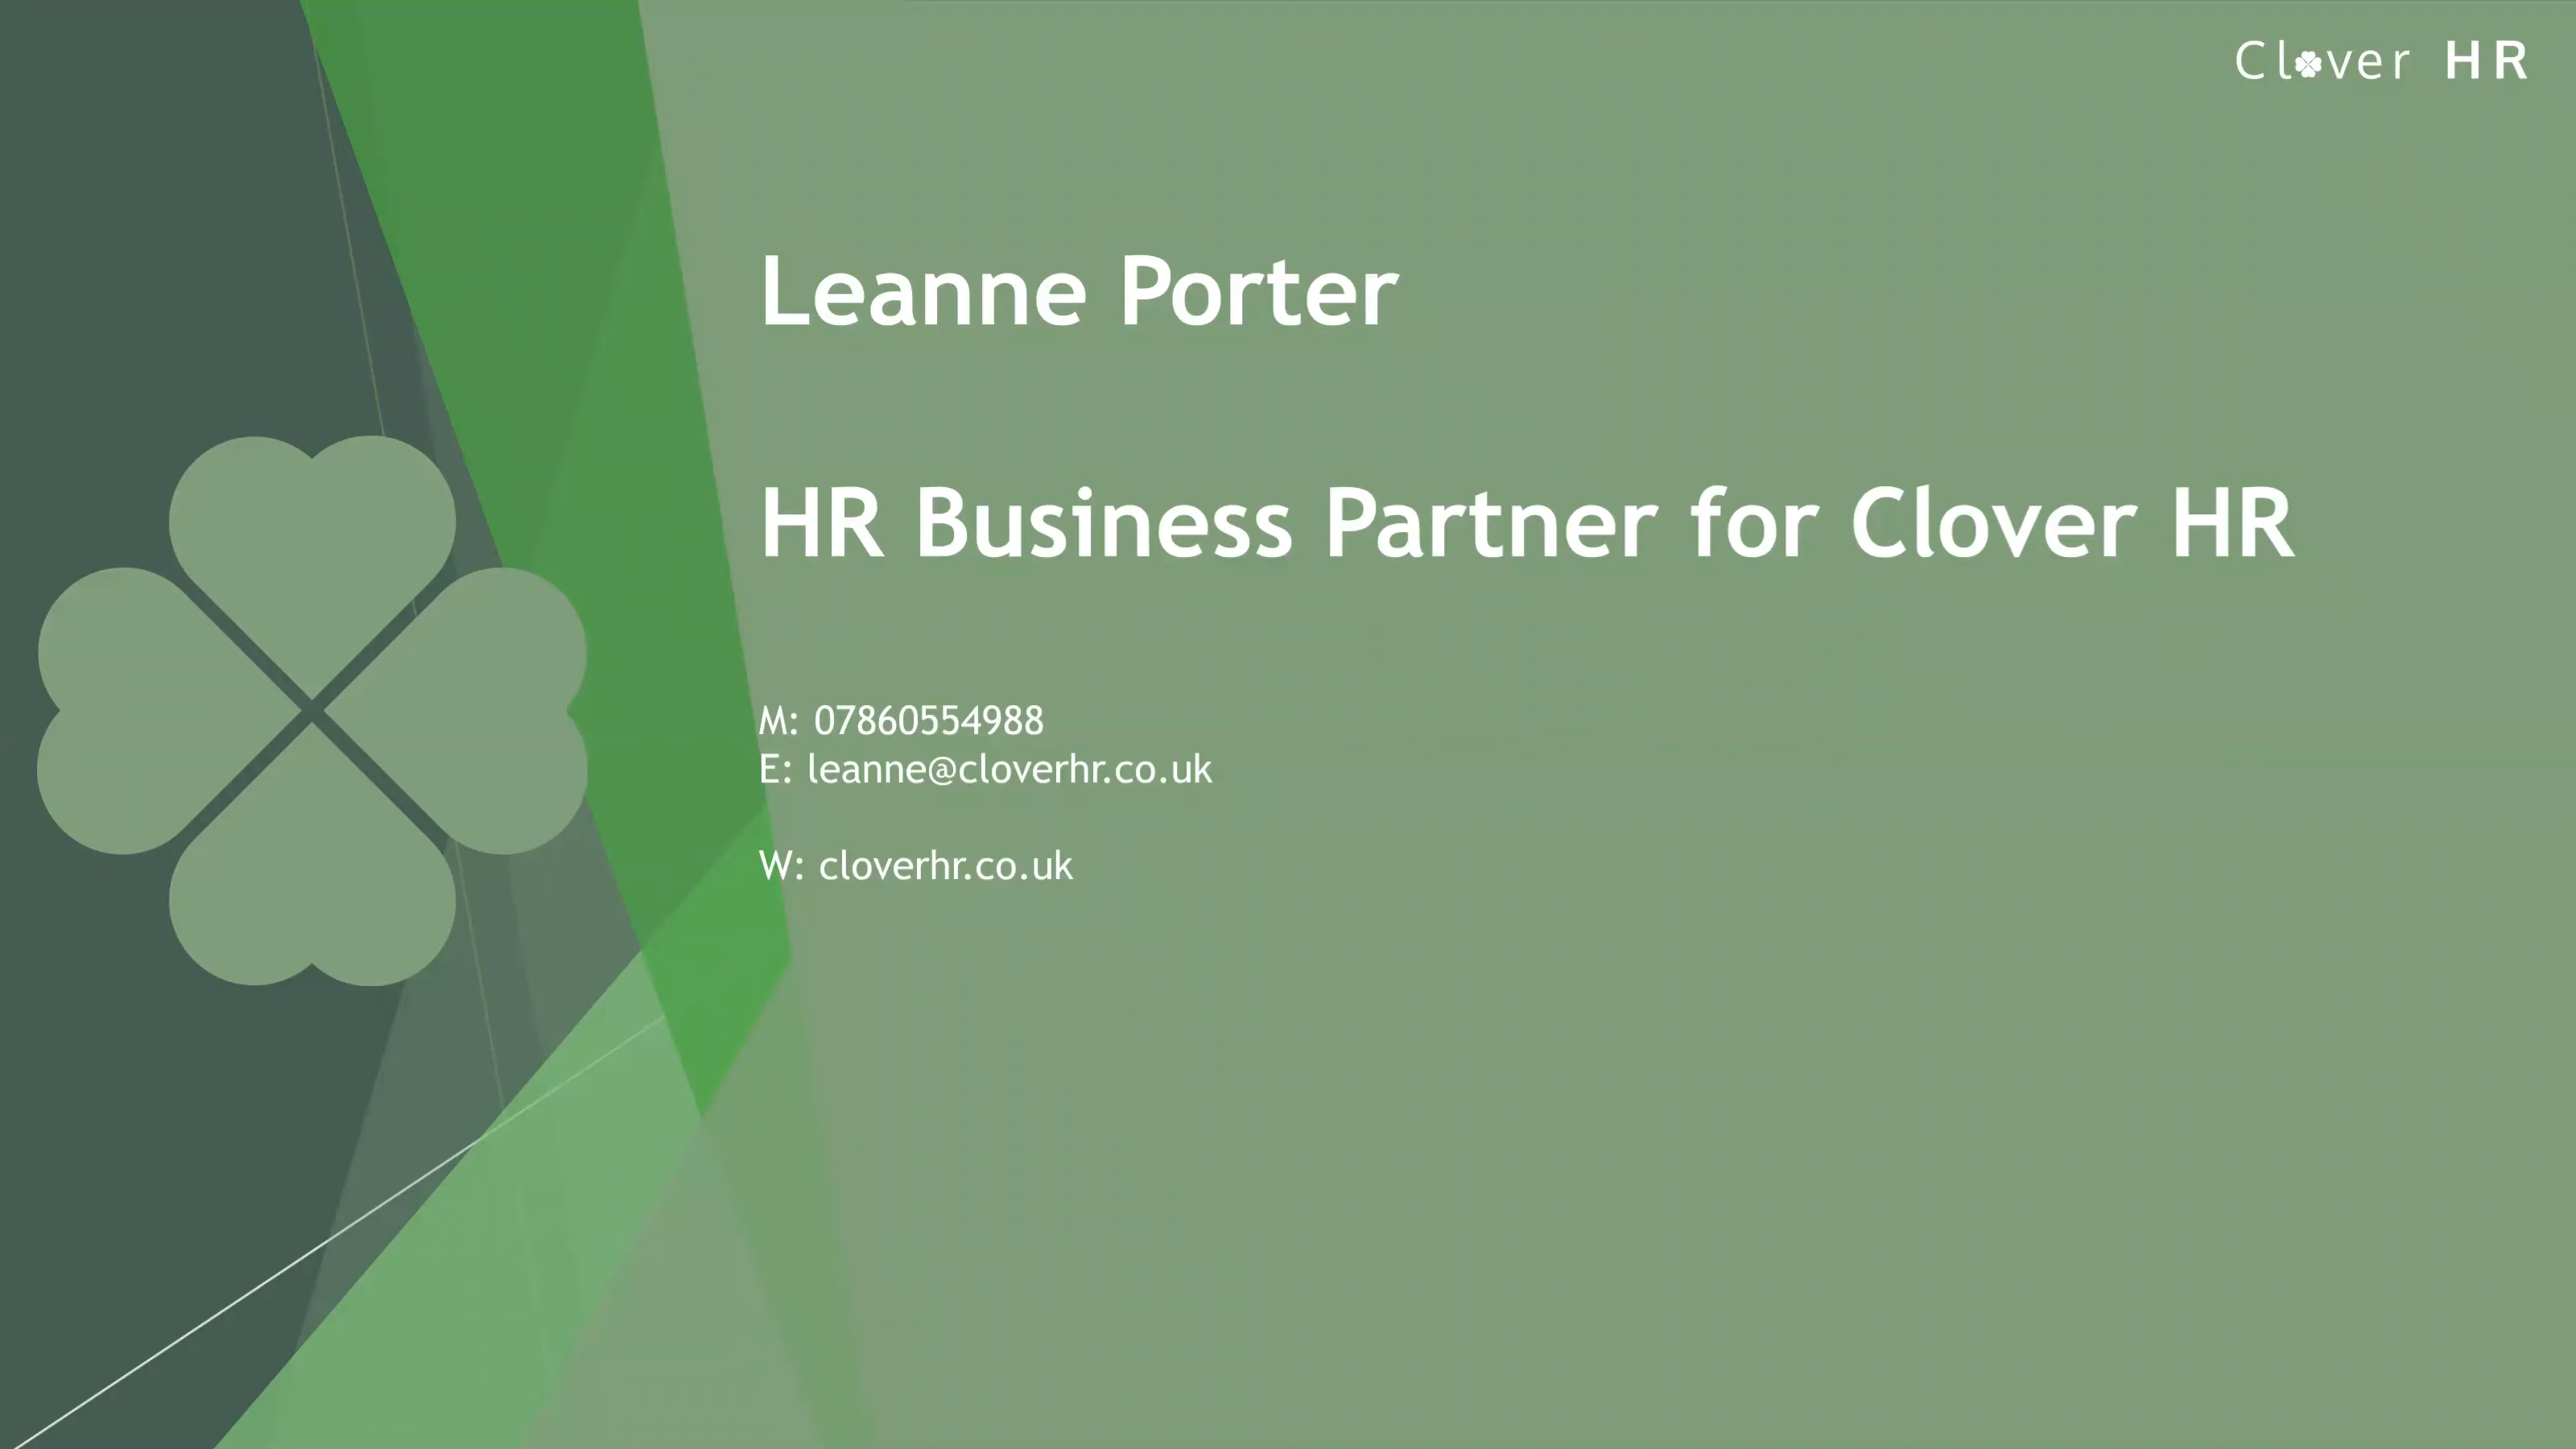 Clover HR
Leanne Porter
HR Business Partner for Clover HR
M: 07860554988
E: leanne@cloverhr.co.uk
W: cloverhr.co.uk